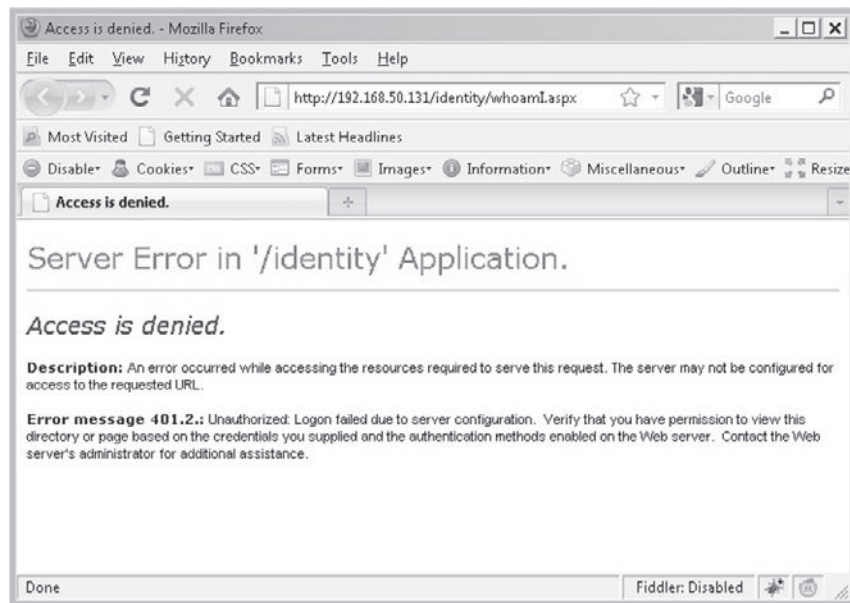 Access is denied. - Mozilla Firefox
File Edit View History Bookmarks Tools Help
http://192.168.50.131/identity/whoamI.aspx Google
Most Visited Getting Started Latest Headlines
Disable Cookies CSS Forms Images Information Miscellaneous Outline Resize
Access is denied.
Server Error in '/identity' Application.
Access is denied.
Description: An error occurred while accessing the resources required to serve this request. The server may not be configured for
access to the requested URL.
Error message 401.2.: Unauthorized: Logon failed due to server configuration. Verify that you have permission to view this
directory or page based on the credentials you supplied and the authentication methods enabled on the Web server. Contact the Web
server's administrator for additional assistance.
Done Fiddler: Disabled